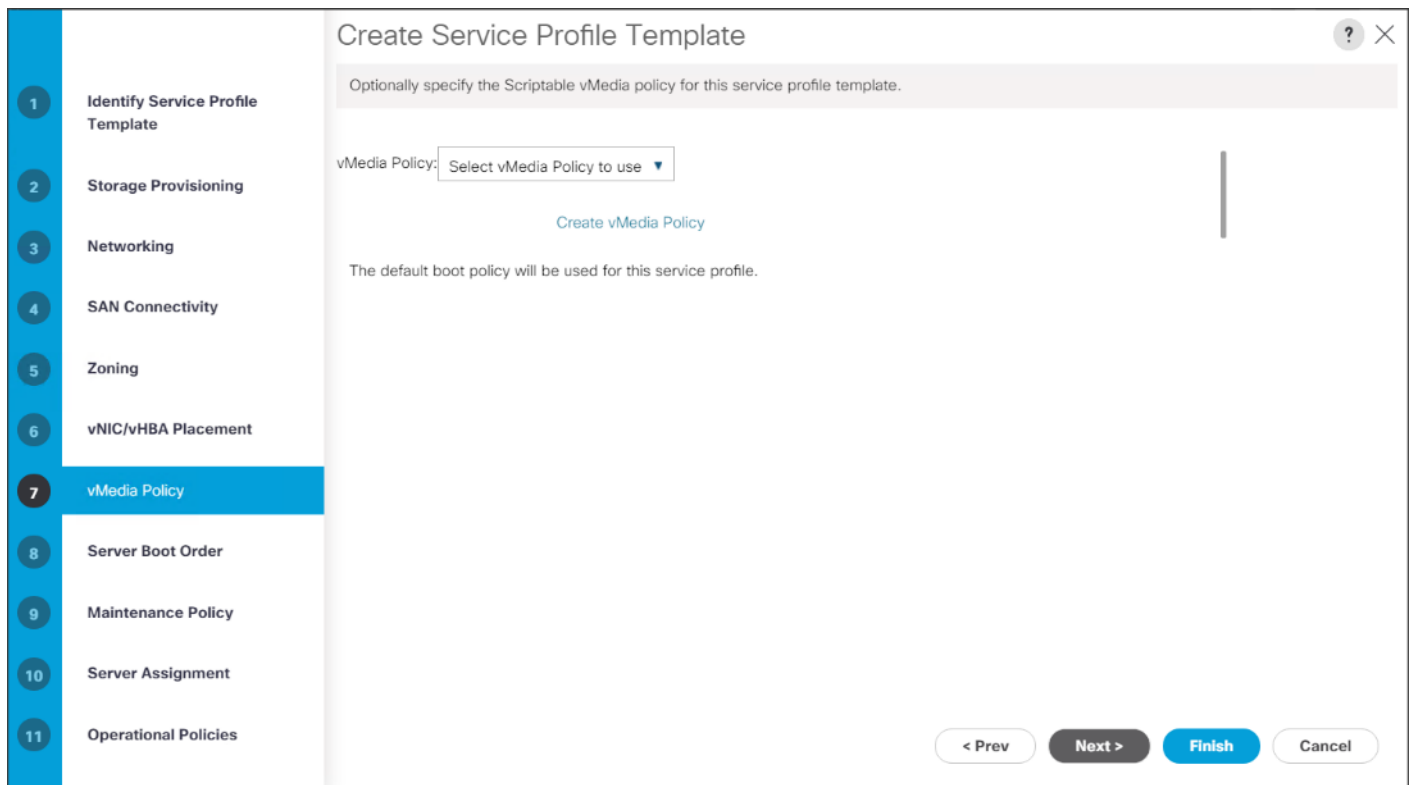 Create Service Profile Template
?
Optionally specify the Scriptable vMedia policy for this service profile template.
1 Identify Service Profile
Template
2 Storage Provisioning
3 Networking
4 SAN Connectivity
5 Zoning
6 vNIC/vHBA Placement
7 vMedia Policy
8 Server Boot Order
9 Maintenance Policy
10 Server Assignment
11 Operational Policies
vMedia Policy: Select vMedia Policy to use
Create vMedia Policy
The default boot policy will be used for this service profile.
< Prev Next > Finish Cancel